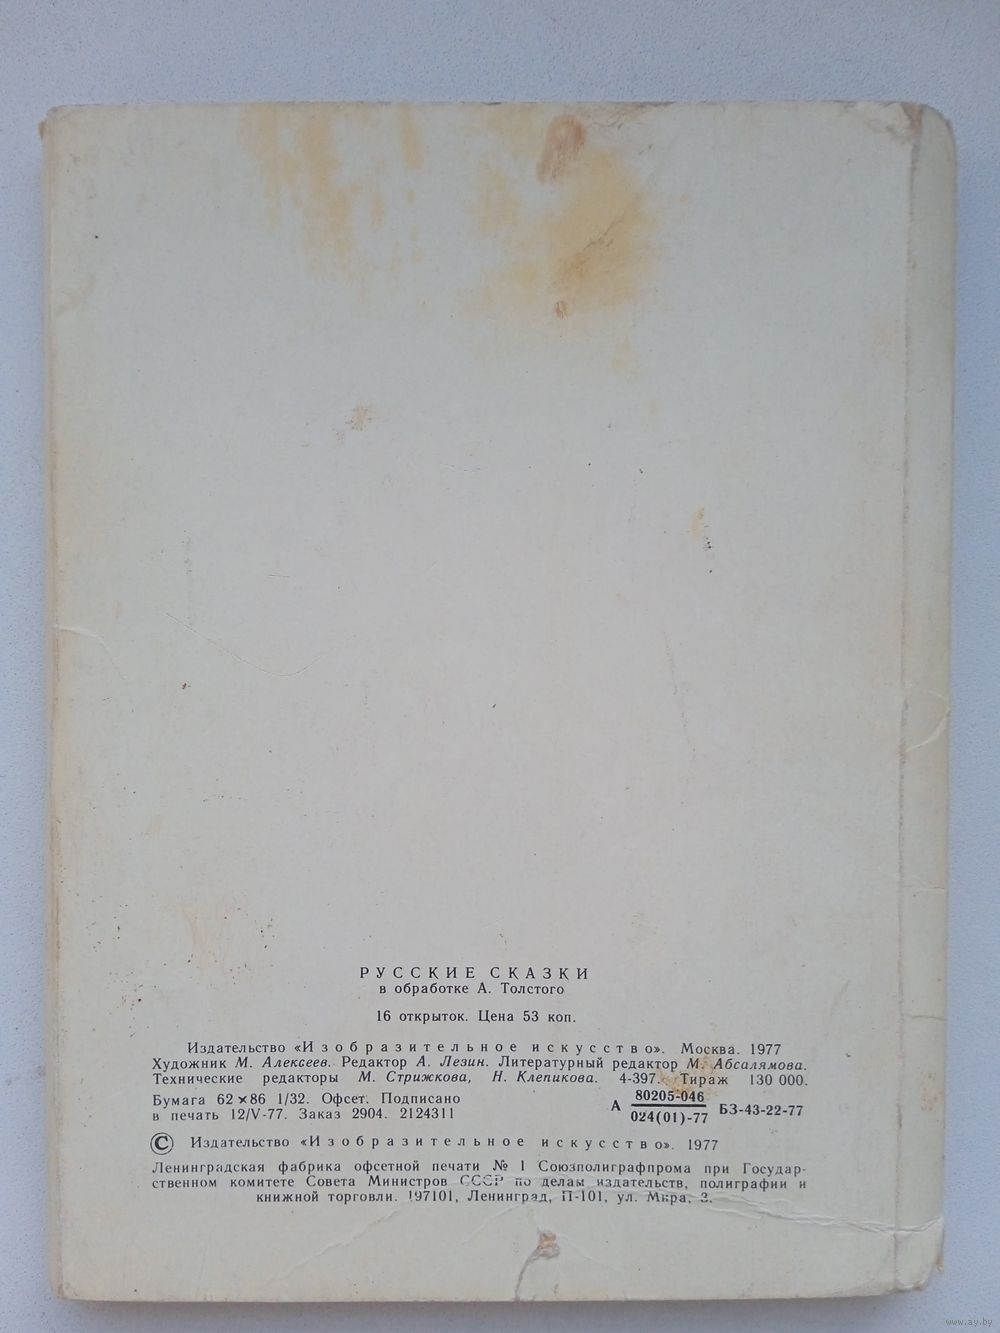 РУССКИЕ СКАЗКИ
в обработке А. Толстого
16 открыток. Цена 53 коп.
Издательство «Изобразительное искусство». Москва. 1977
Художник М. Алексеев. Редактор А. Лезин. Литературный редактор М. Абсалямова.
Технические редакторы М. Стрижкова, Н. Клепикова. 4-397. Тираж 130 000.
Бумага 62×86 1/32. Офсет. Подписано
в печать 12/V-77. Заказ 2904. 2124311
А 80205-046
024(01)-77 БЗ-43-22-77
© Издательство «Изобразительное искусство». 1977
Ленинградская фабрика офсетной печати № 1 Союзполиграфпрома при Государ-
ственном комитете Совета Министров СССР по делам издательств, полиграфии и
книжной торговли. 197101, Ленинград, П-101, ул. Мира, 3.
www.ay.by